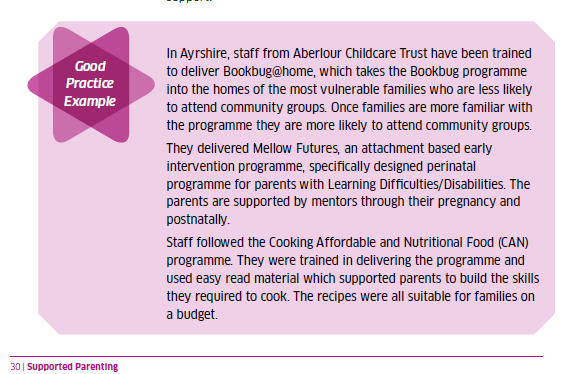 Good
Practice
Example
In Ayrshire, staff from Aberlour Childcare Trust have been trained
to deliver Bookbug@home, which takes the Bookbug programme
into the homes of the most vulnerable families who are less likely
to attend community groups. Once families are more familiar with
the programme they are more likely to attend community groups.
They delivered Mellow Futures, an attachment based early
intervention programme, specifically designed perinatal
programme for parents with Learning Difficulties/Disabilities. The
parents are supported by mentors through their pregnancy and
postnatally.
Staff followed the Cooking Affordable and Nutritional Food (CAN)
programme. They were trained in delivering the programme and
used easy read material which supported parents to build the skills
they required to cook. The recipes were all suitable for families on
a budget.
30 | Supported Parenting